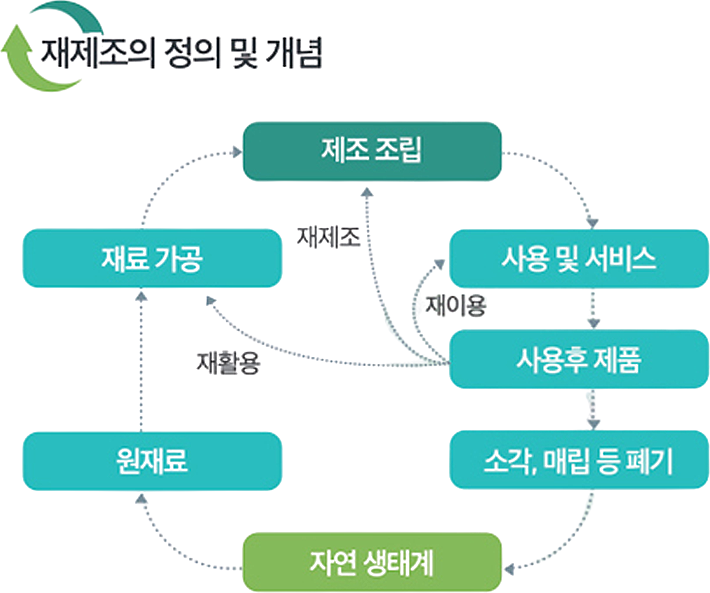 재제조의 정의 및 개념
제조 조립
재제조
재료 가공
사용 및 서비스
재이용
재활용
사용후 제품
원재료
소각, 매립 등 폐기
자연 생태계